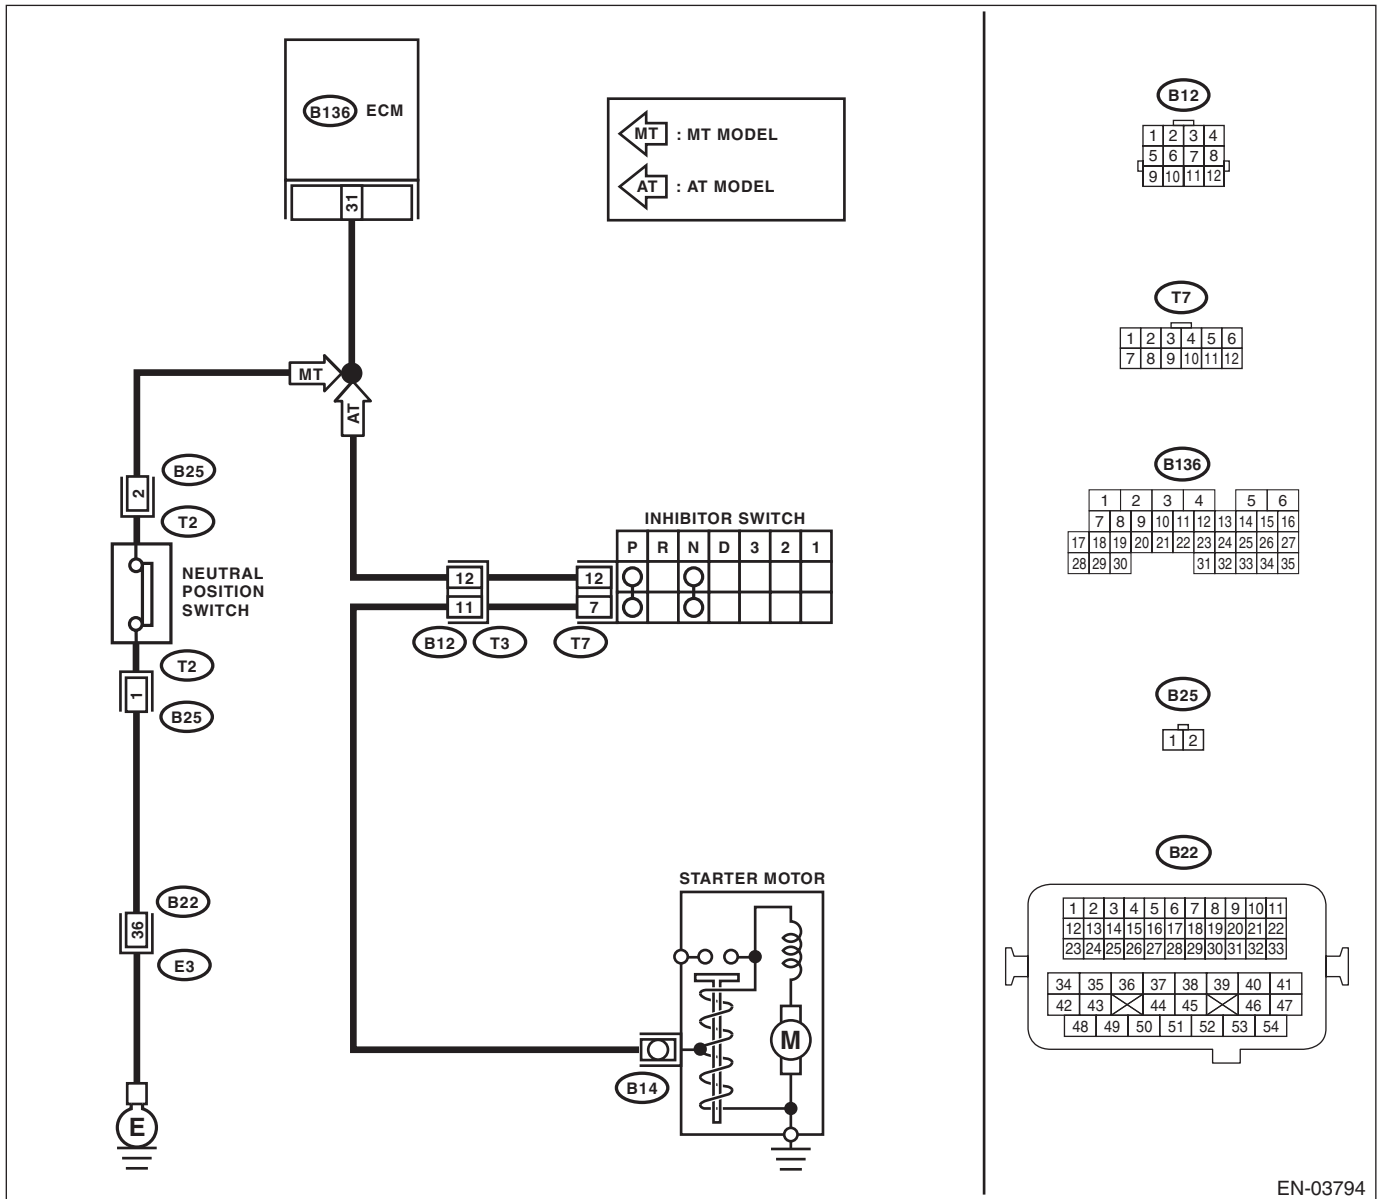 B136 ECM
31
MT : MT MODEL
AT : AT MODEL
MT
AT
B25
2
T2
NEUTRAL
POSITION
SWITCH
T2
1
B25
B22
36
E3
E
INHIBITOR SWITCH
P R N D 3 2 1
12 12
11 7
B12 T3 T7
STARTER MOTOR
M
B14
B12
1 2 3 4
5 6 7 8
9 10 11 12
T7
1 2 3 4 5 6
7 8 9 10 11 12
B136
1 2 3 4 5 6
7 8 9 10 11 12 13 14 15 16
17 18 19 20 21 22 23 24 25 26 27
28 29 30 31 32 33 34 35
B25
1 2
B22
1 2 3 4 5 6 7 8 9 10 11
12 13 14 15 16 17 18 19 20 21 22
23 24 25 26 27 28 29 30 31 32 33
34 35 36 37 38 39 40 41
42 43 44 45 46 47
48 49 50 51 52 53 54
EN-03794